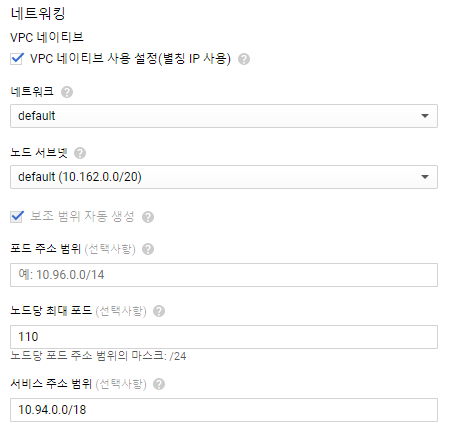 네트워킹
VPC 네이티브
VPC 네이티브 사용 설정(별칭 IP 사용) ?
네트워크 ?
default
노드 서브넷 ?
default (10.162.0.0/20)
보조 범위 자동 생성 ?
포드 주소 범위 (선택사항) ?
예: 10.96.0.0/14
노드당 최대 포드 (선택사항) ?
110
노드당 포드 주소 범위의 마스크: /24
서비스 주소 범위 (선택사항) ?
10.94.0.0/18